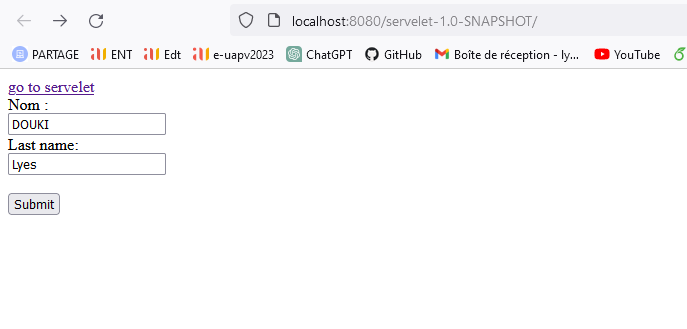 localhost:8080/servelet-1.0-SNAPSHOT/
PARTAGE ENT Edt e-uapv2023 ChatGPT GitHub Boîte de réception - ly... YouTube
go to servelet
Nom :
DOUKI
Last name:
Lyes
Submit